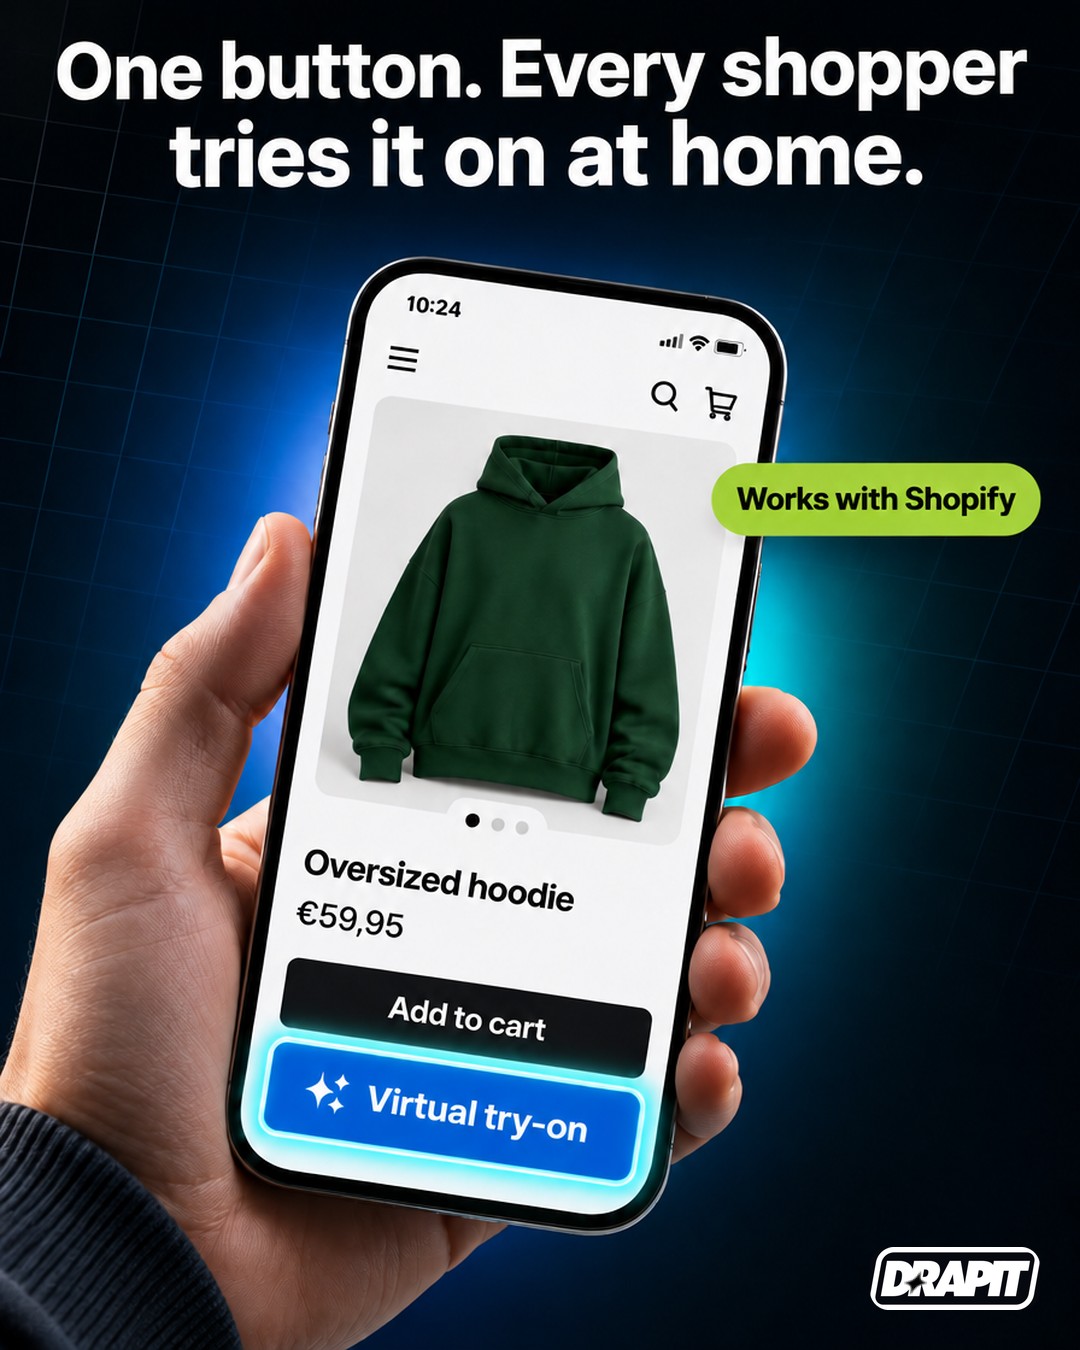 One button. Every shopper
tries it on at home.
10:24
Works with Shopify
Oversized hoodie
€59,95
Add to cart
Virtual try-on
DRAPIT